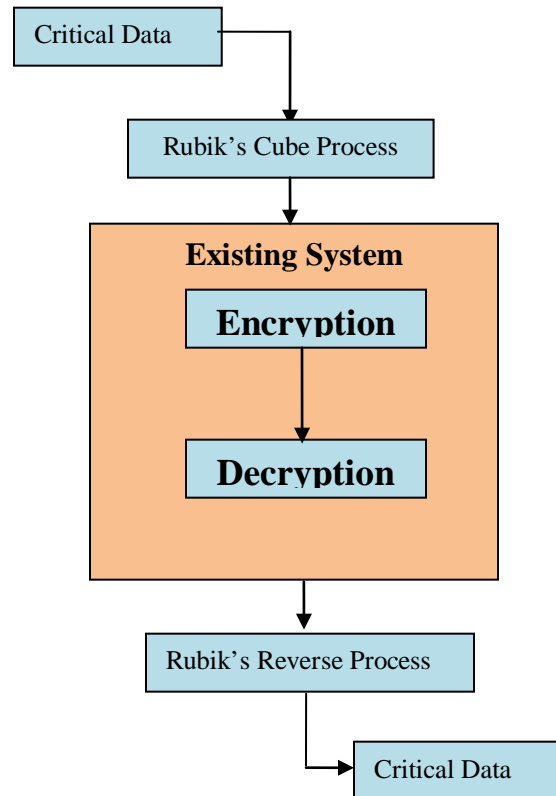 Critical Data
Rubik’s Cube Process
Existing System
Encryption
Decryption
Rubik’s Reverse Process
Critical Data